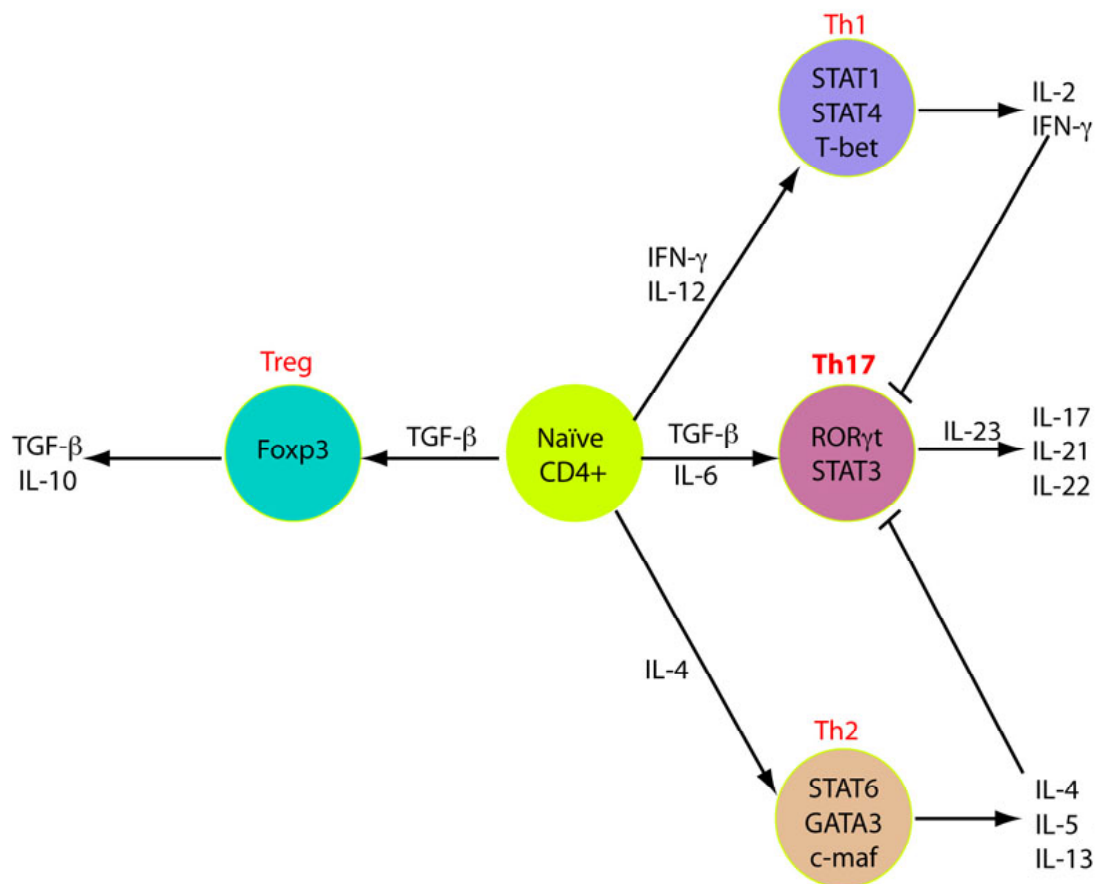 Th1
STAT1
STAT4
T-bet
IL-2
IFN-γ
IFN-γ
IL-12
Treg
Foxp3
TGF-β
IL-10
TGF-β
Naïve
CD4+
TGF-β
IL-6
Th17
RORγt
STAT3
IL-23
IL-17
IL-21
IL-22
IL-4
Th2
STAT6
GATA3
c-maf
IL-4
IL-5
IL-13